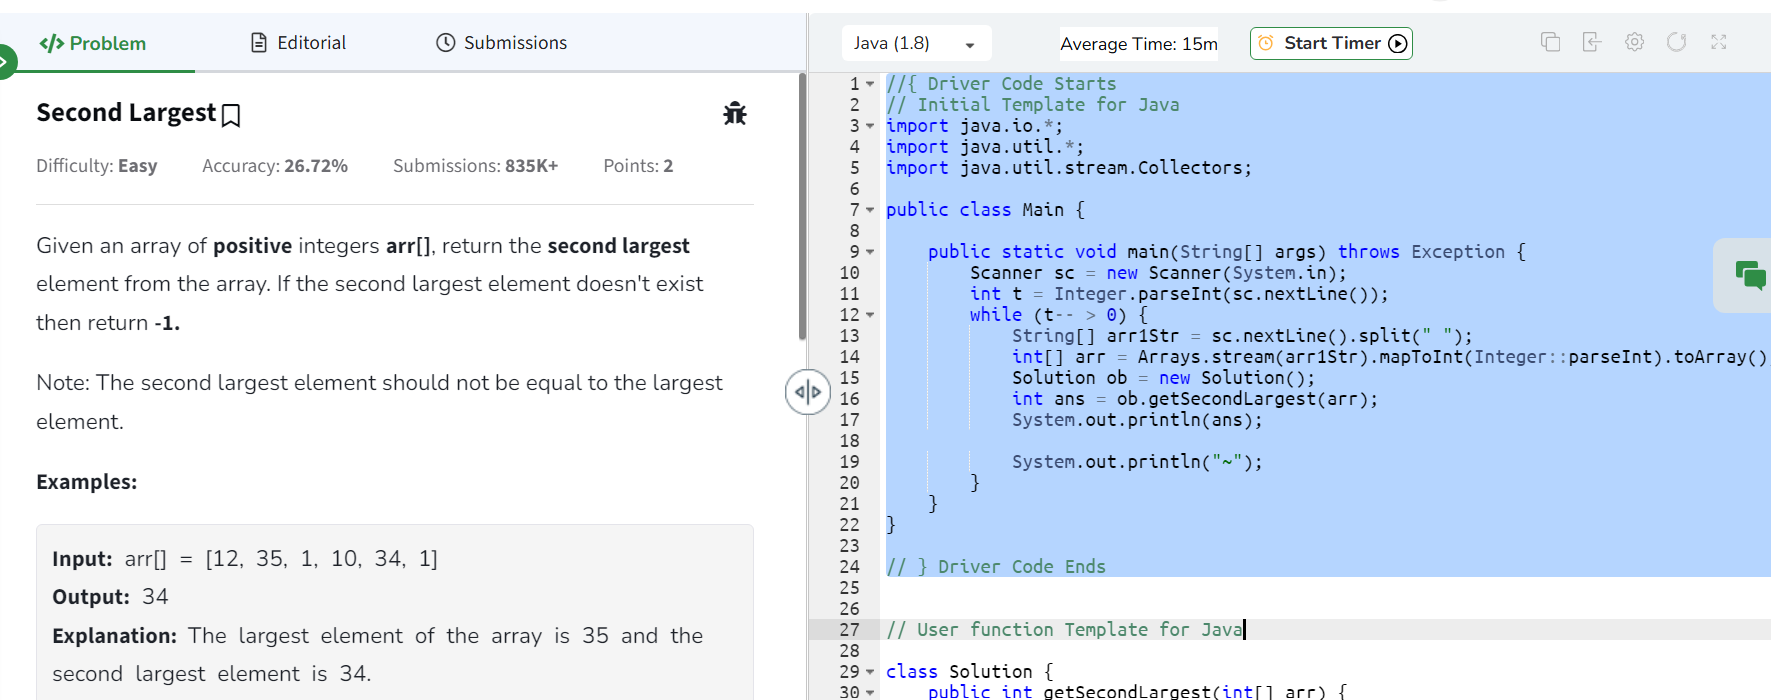 </> Problem
Editorial
Submissions
Second Largest
Difficulty: Easy Accuracy: 26.72% Submissions: 835K+ Points: 2
Given an array of positive integers arr[], return the second largest
element from the array. If the second largest element doesn't exist
then return -1.
Note: The second largest element should not be equal to the largest
element.
Examples:
Input: arr[] = [12, 35, 1, 10, 34, 1]
Output: 34
Explanation: The largest element of the array is 35 and the
second largest element is 34.
Java (1.8)
Average Time: 15m
Start Timer
1 //{ Driver Code Starts
2 // Initial Template for Java
3 import java.io.*;
4 import java.util.*;
5 import java.util.stream.Collectors;
6
7 public class Main {
8
9     public static void main(String[] args) throws Exception {
10         Scanner sc = new Scanner(System.in);
11         int t = Integer.parseInt(sc.nextLine());
12         while (t-- > 0) {
13             String[] arr1Str = sc.nextLine().split(" ");
14             int[] arr = Arrays.stream(arr1Str).mapToInt(Integer::parseInt).toArray()
15             Solution ob = new Solution();
16             int ans = ob.getSecondLargest(arr);
17             System.out.println(ans);
18
19             System.out.println("~");
20         }
21     }
22 }
23
24 // } Driver Code Ends
25
26
27 // User function Template for Java
28
29 class Solution {
30     public int getSecondLargest(int[] arr) {